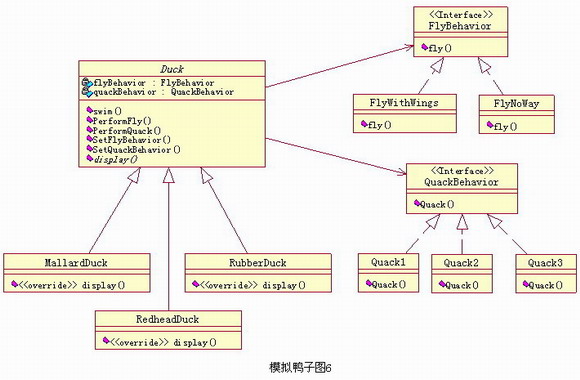 <<Interface>>
FlyBehavior
fly()
Duck
flyBehavior : FlyBehavior
quackBehavior : QuackBehavior
swim()
PerformFly()
PerformQuack()
SetFlyBehavior()
SetQuackBehavior()
display()
FlyWithWings
fly()
FlyNoWay
fly()
<<Interface>>
QuackBehavior
Quack()
MallardDuck
<<override>> display()
RubberDuck
<<override>> display()
RedheadDuck
<<override>> display()
Quack1
Quack()
Quack2
Quack()
Quack3
Quack()
模拟鸭子图6